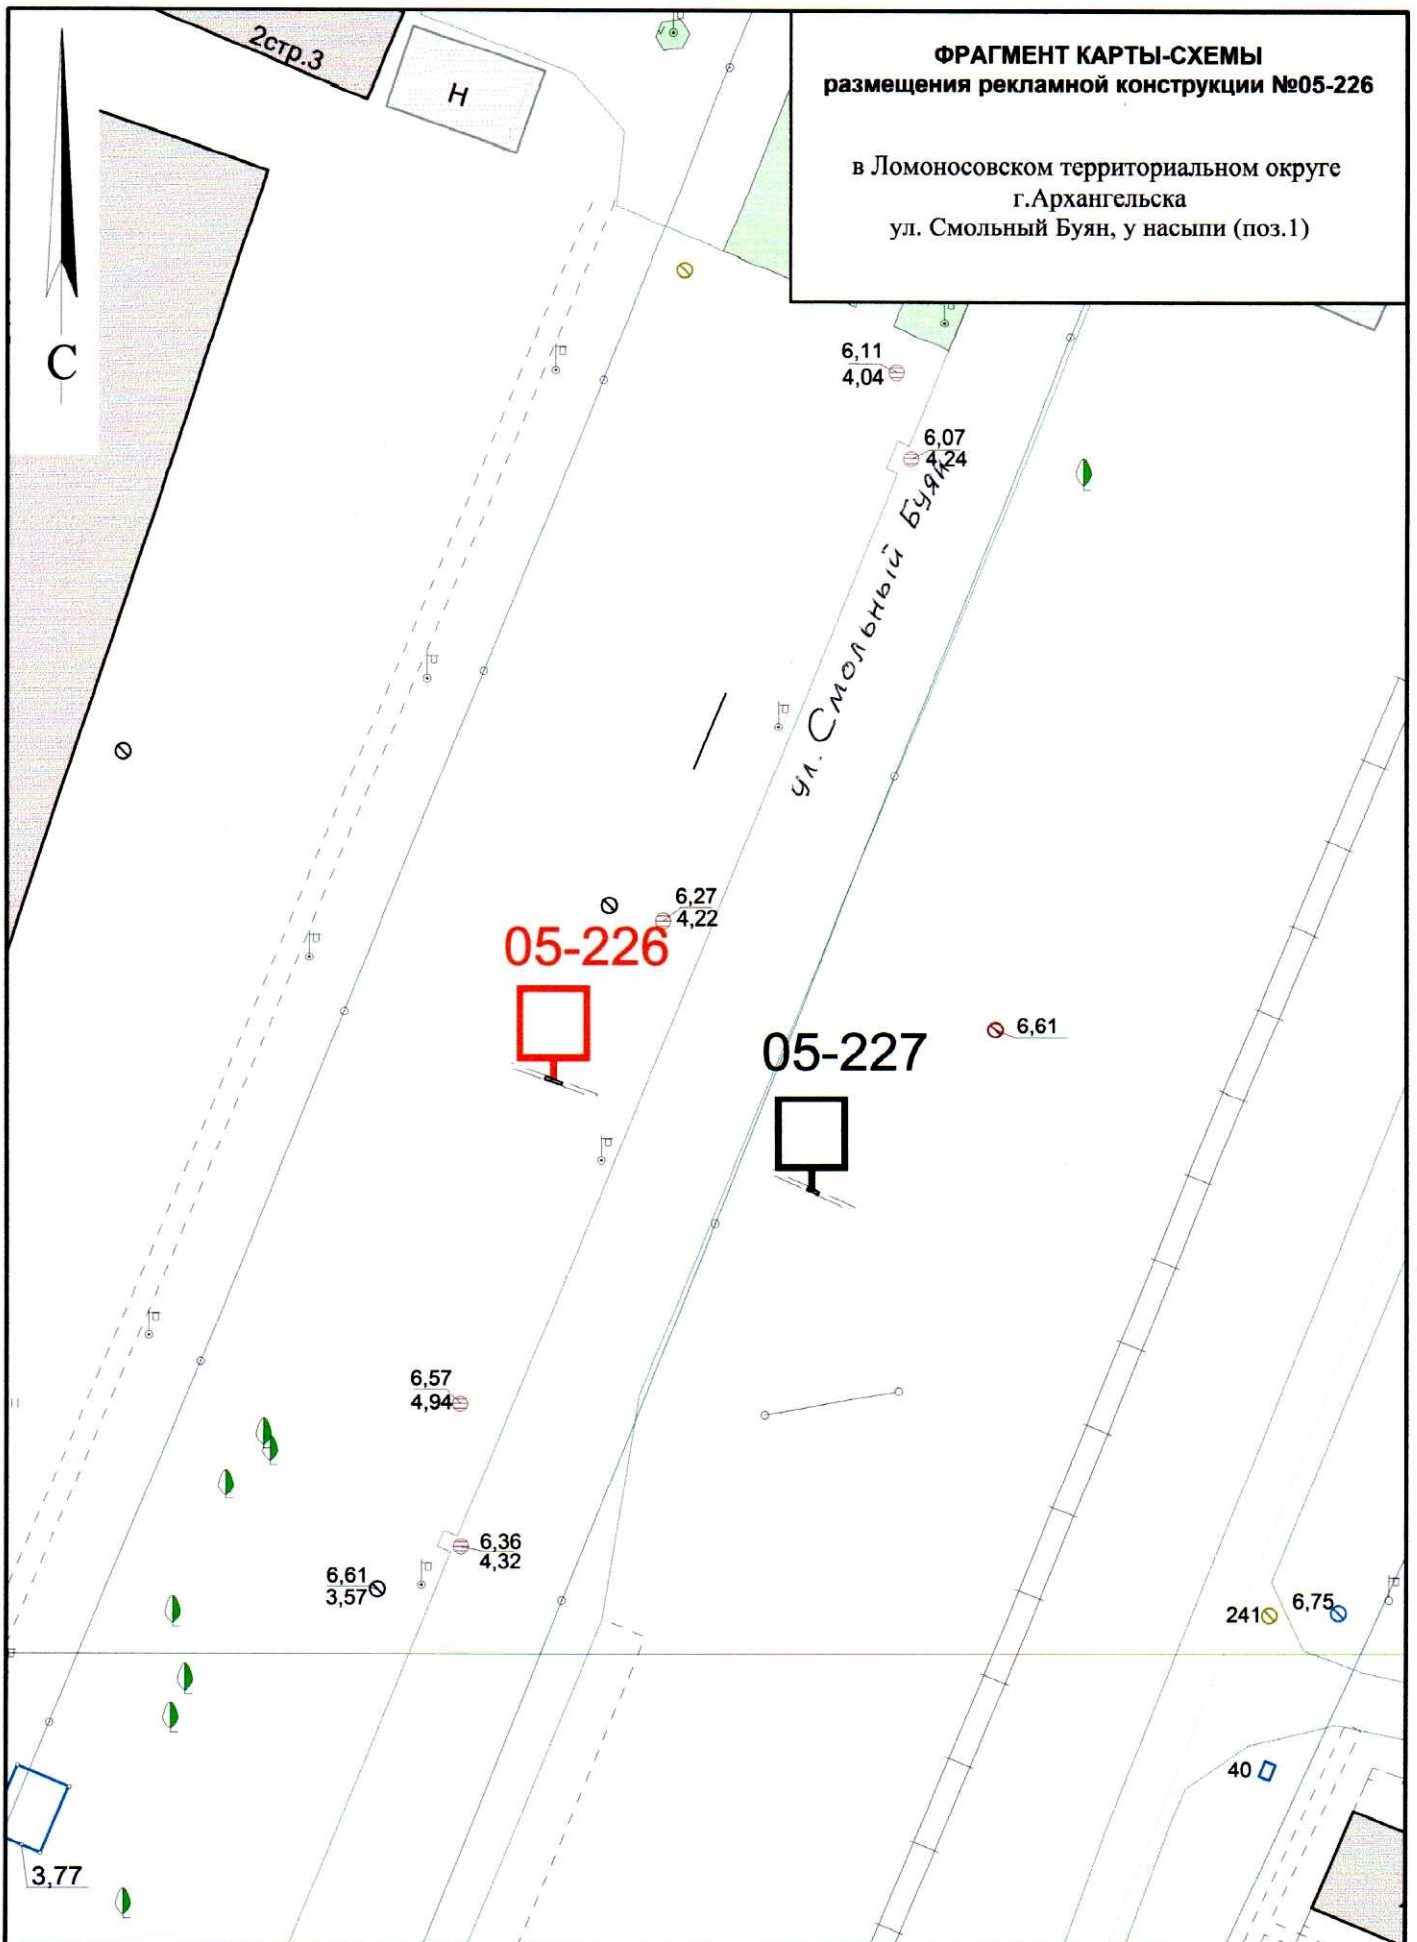 ФРАГМЕНТ КАРТЫ-СХЕМЫ
размещения рекламной конструкции №05-226
в Ломоносовском территориальном округе
г.Архангельска
ул. Смольный Буян, у насыпи (поз.1)
2стр.3
Н
С
6,11
4,04
6,07
4,24
ул. Смольный Буян
6,27
4,22
05-226
6,61
05-227
6,57
4,94
6,36
4,32
6,61
3,57
241
6,75
40
3,77